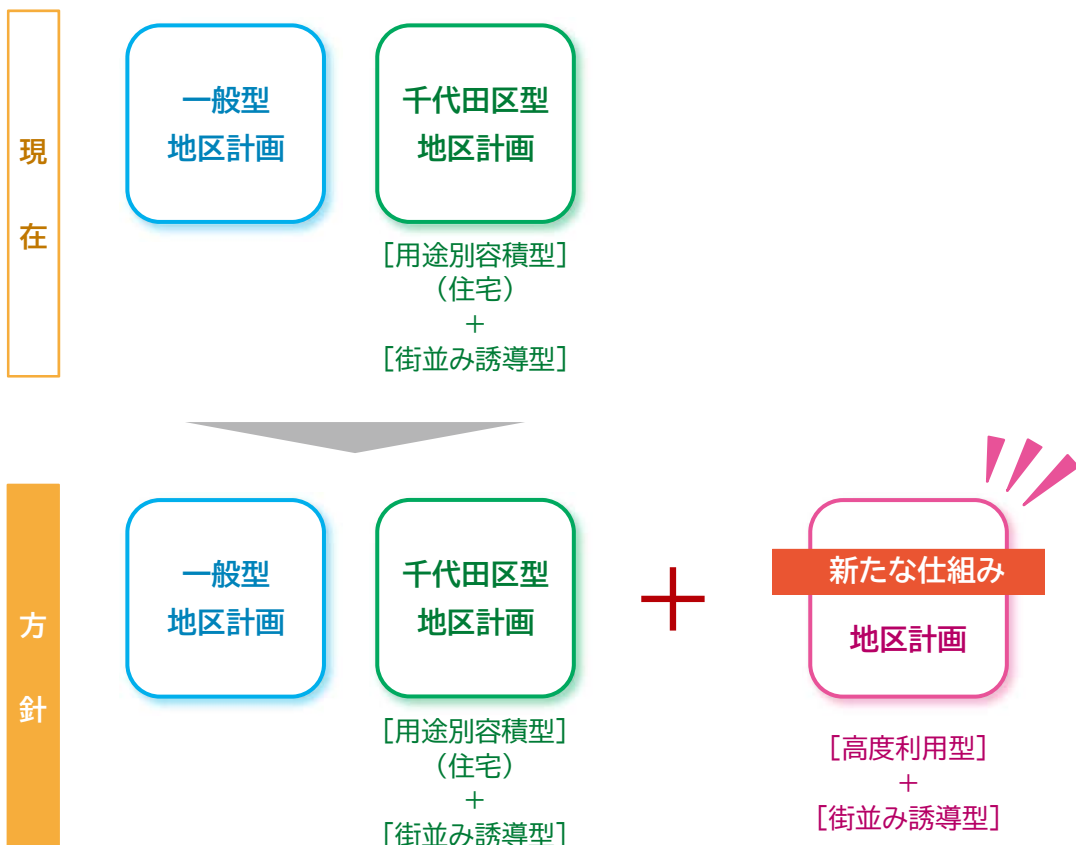 現在
一般型
地区計画
千代田区型
地区計画
［用途別容積型］
（住宅）
＋
［街並み誘導型］
方針
一般型
地区計画
千代田区型
地区計画
［用途別容積型］
（住宅）
＋
［街並み誘導型］
＋
新たな仕組み
地区計画
［高度利用型］
＋
［街並み誘導型］